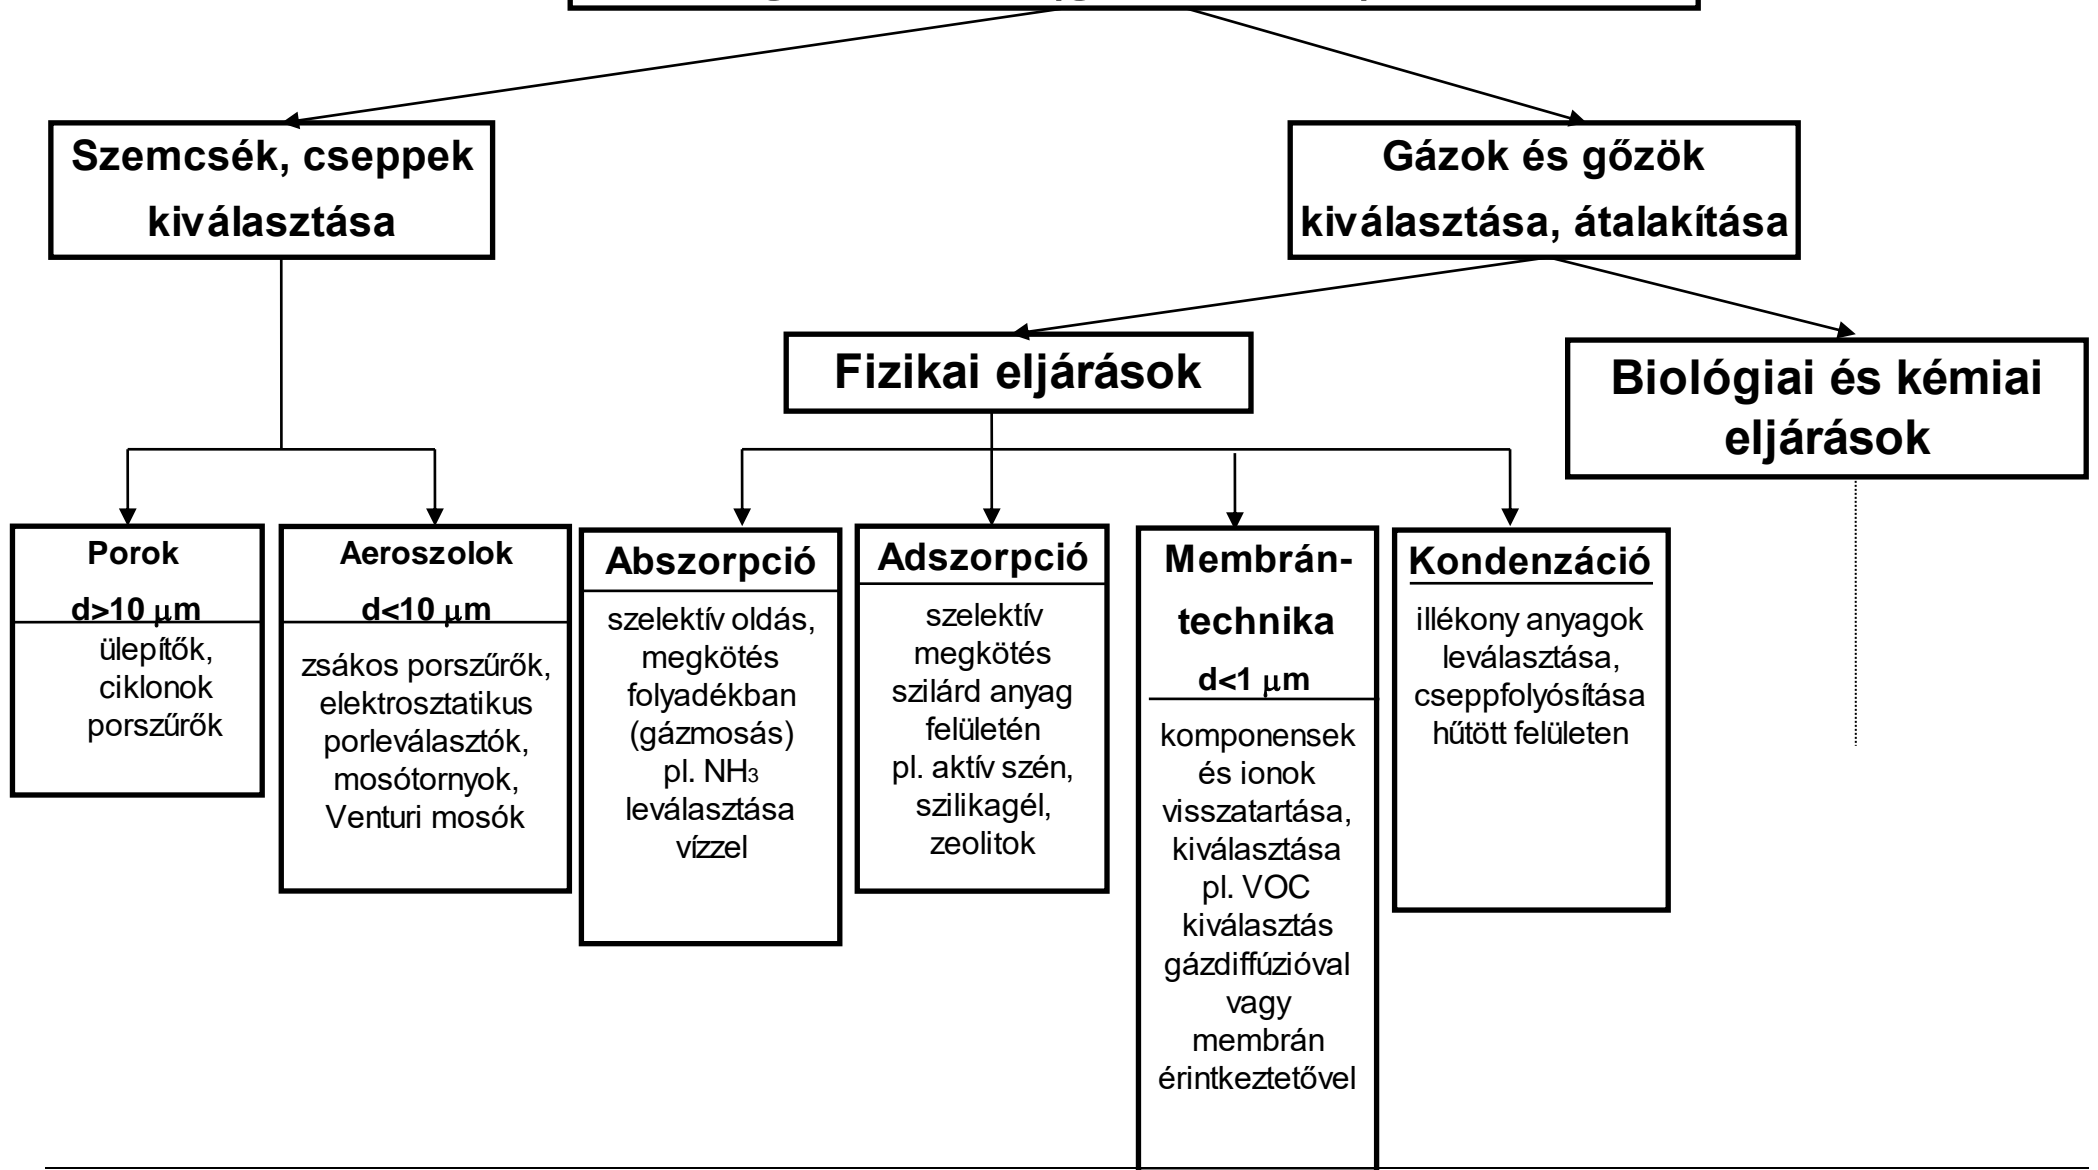 Szemcsék, cseppek
kiválasztása
Gázok és gőzök
kiválasztása, átalakítása
Fizikai eljárások
Biológiai és kémiai
eljárások
Porok
d>10 μm
ülepítők,
ciklonok
porszűrők
Aeroszolok
d<10 μm
zsákos porszűrők,
elektrosztatikus
porleválasztók,
mosótornyok,
Venturi mosók
Abszorpció
szelektív oldás,
megkötés
folyadékban
(gázmosás)
pl. NH₃
leválasztása
vízzel
Adszorpció
szelektív
megkötés
szilárd anyag
felületén
pl. aktív szén,
szilikagél,
zeolitok
Membrán-
technika
d<1 μm
komponensek
és ionok
visszatartása,
kiválasztása
pl. VOC
kiválasztás
gázdiffúzióval
vagy
membrán
érintkeztetővel
Kondenzáció
illékony anyagok
leválasztása,
cseppfolyósítása
hűtött felületen